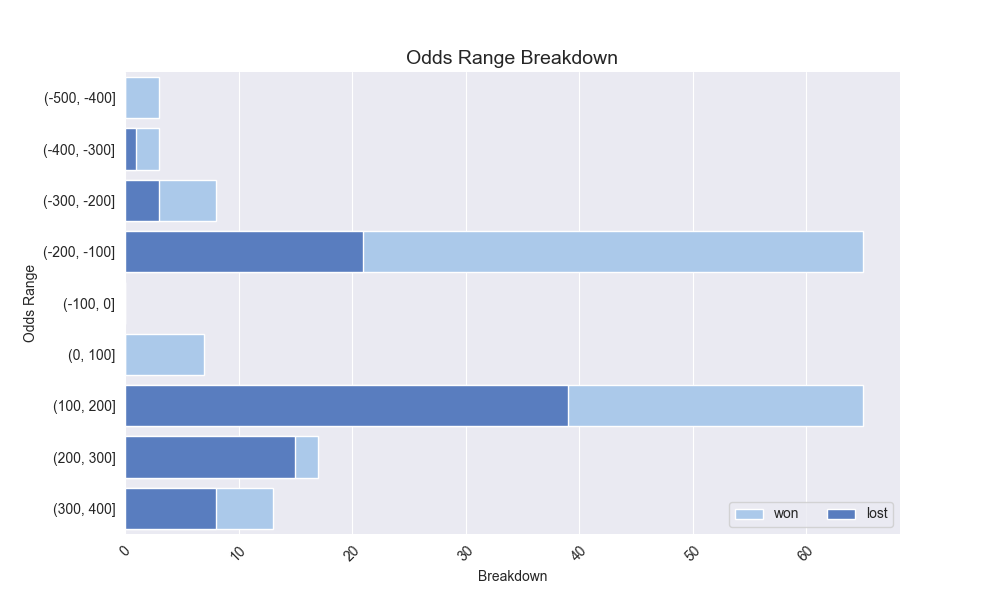 Odds Range Breakdown
Odds Range
(-500, -400]
(-400, -300]
(-300, -200]
(-200, -100]
(-100, 0]
(0, 100]
(100, 200]
(200, 300]
(300, 400]
won lost
0 10 20 30 40 50 60
Breakdown